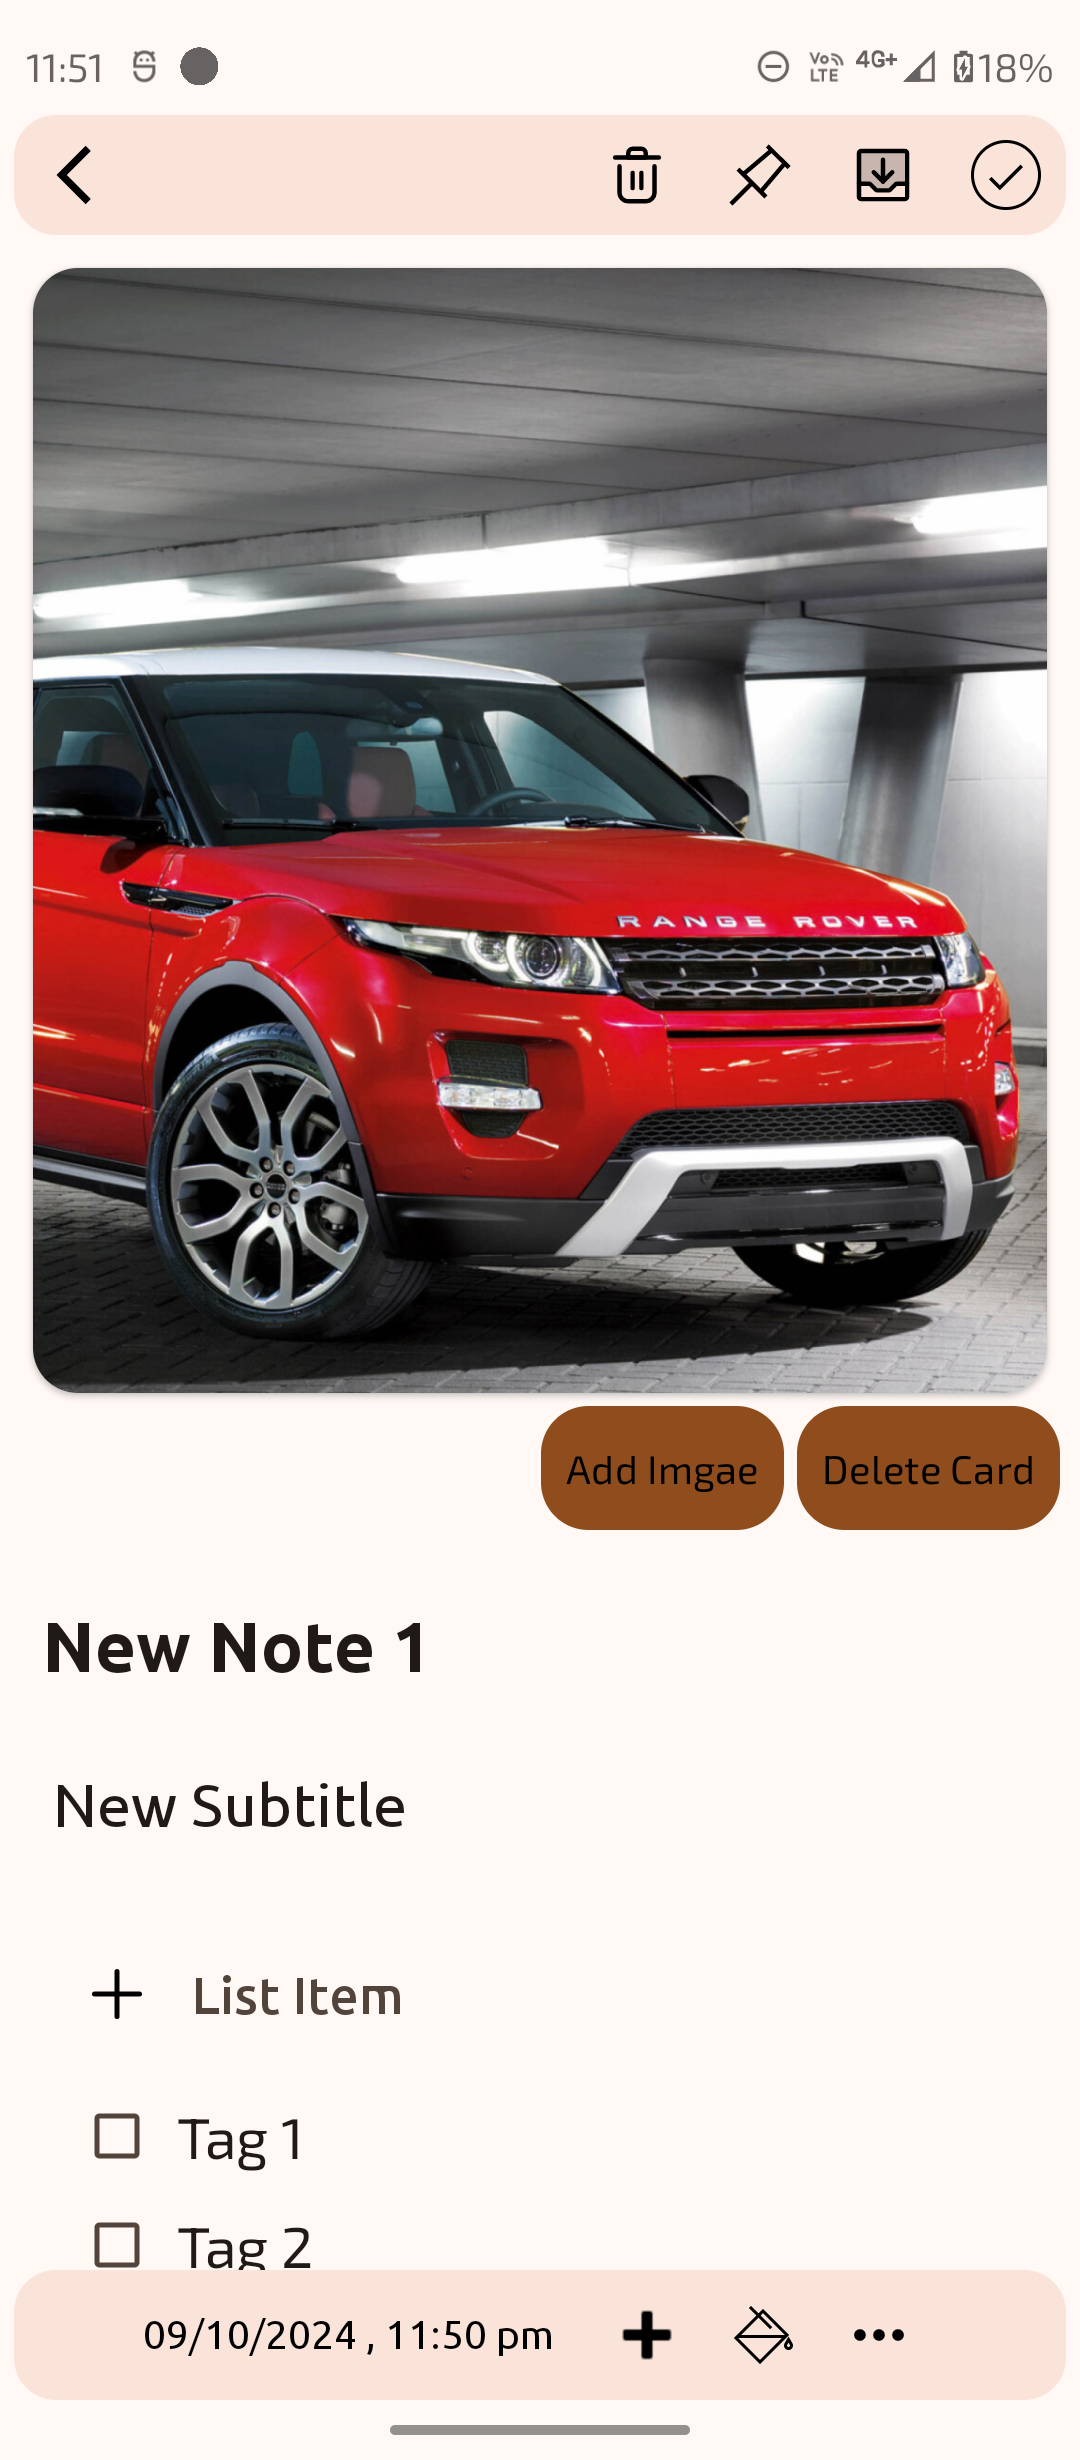 11:51 Vo LTE 4G+ 18%
RANGE ROVER
Add Imgae Delete Card
New Note 1
New Subtitle
List Item
Tag 1
Tag 2
09/10/2024 , 11:50 pm